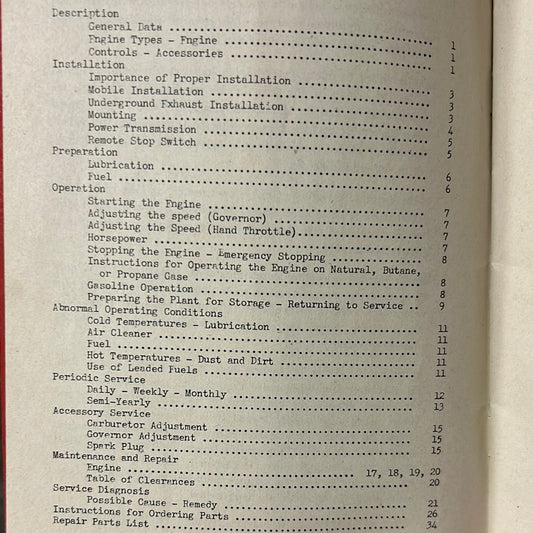 Description
General Data ........ 1
Engine Types - Engine ........ 1
Controls - Accessories ........ 1
Installation
Importance of Proper Installation ........ 3
Mobile Installation ........ 3
Underground Exhaust Installation ........ 3
Mounting ........ 4
Power Transmission ........ 5
Remote Stop Switch ........ 5
Preparation
Lubrication ........ 6
Fuel ........ 6
Operation
Starting the Engine ........ 7
Adjusting the speed (Governor) ........ 7
Adjusting the Speed (Hand Throttle) ........ 7
Horsepower ........ 7
Stopping the Engine - Emergency Stopping ........ 8
Instructions for Operating the Engine on Natural, Butane,
or Propane Gase ........ 8
Gasoline Operation ........ 8
Preparing the Plant for Storage - Returning to Service .. 9
Abnormal Operating Conditions
Cold Temperatures - Lubrication ........ 11
Air Cleaner ........ 11
Fuel ........ 11
Hot Temperatures - Dust and Dirt ........ 11
Use of Leaded Fuels ........ 11
Periodic Service
Daily - Weekly - Monthly ........ 12
Semi-Yearly ........ 13
Accessory Service
Carburetor Adjustment ........ 15
Governor Adjustment ........ 15
Spark Plug ........ 15
Maintenance and Repair
Engine ........ 17, 18, 19, 20
Table of Clearances ........ 20
Service Diagnosis
Possible Cause - Remedy ........ 21
Instructions for Ordering Parts ........ 26
Repair Parts List ........ 34